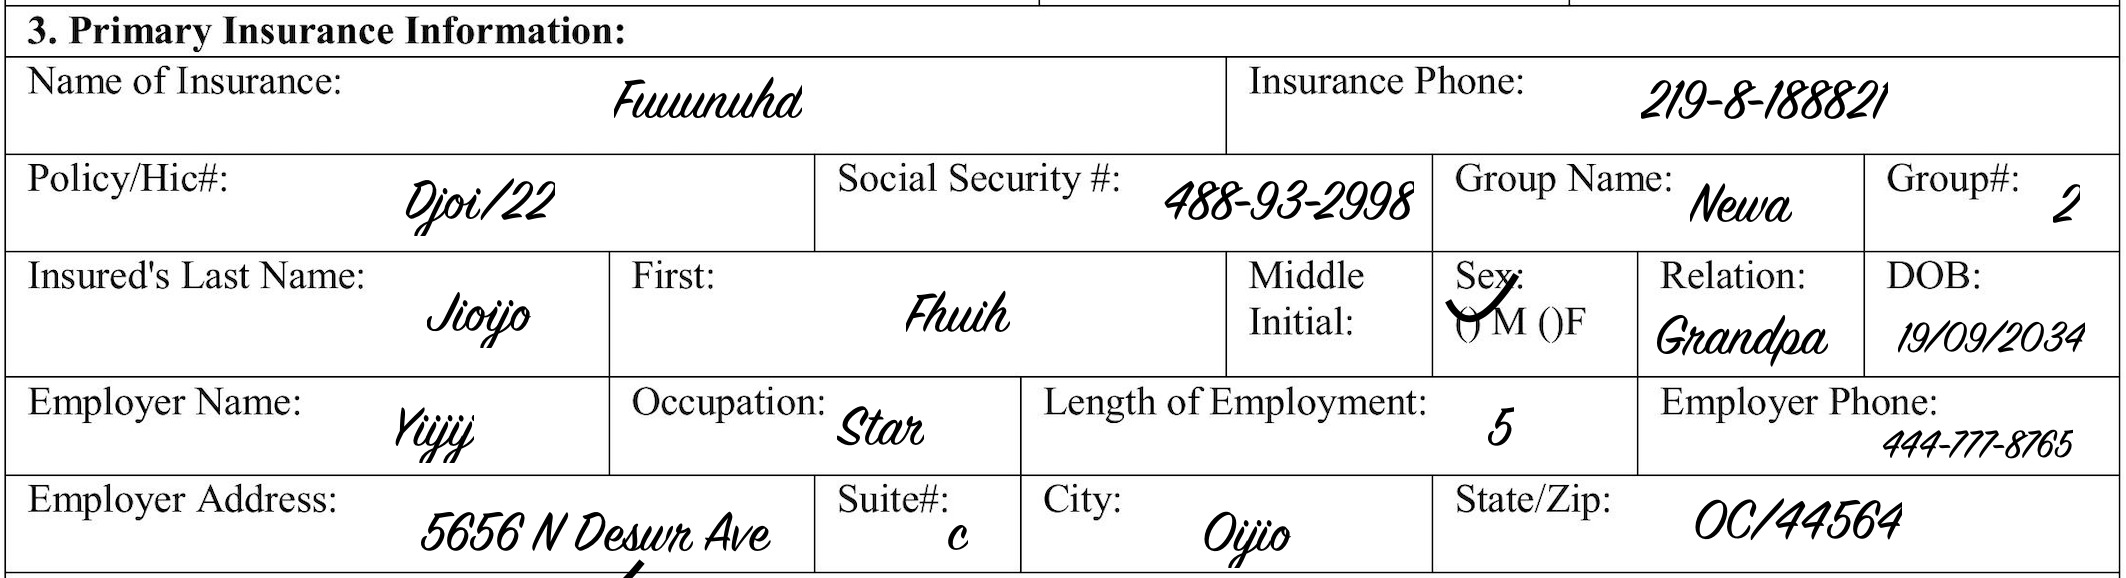 3. Primary Insurance Information:
Name of Insurance: Fuuunuhd Insurance Phone: 219-8-188821
Policy/Hic#: Djoi/22 Social Security #: 488-93-2998 Group Name: Newa Group#: 2
Insured's Last Name: Jioijo First: Fhuih Middle Initial: Sex: () M ()F Relation: Grandpa DOB: 19/09/2034
Employer Name: Yijyj Occupation: Star Length of Employment: 5 Employer Phone: 444-777-8765
Employer Address: 5656 N Deswr Ave Suite#: c City: Oijio State/Zip: OC/44564